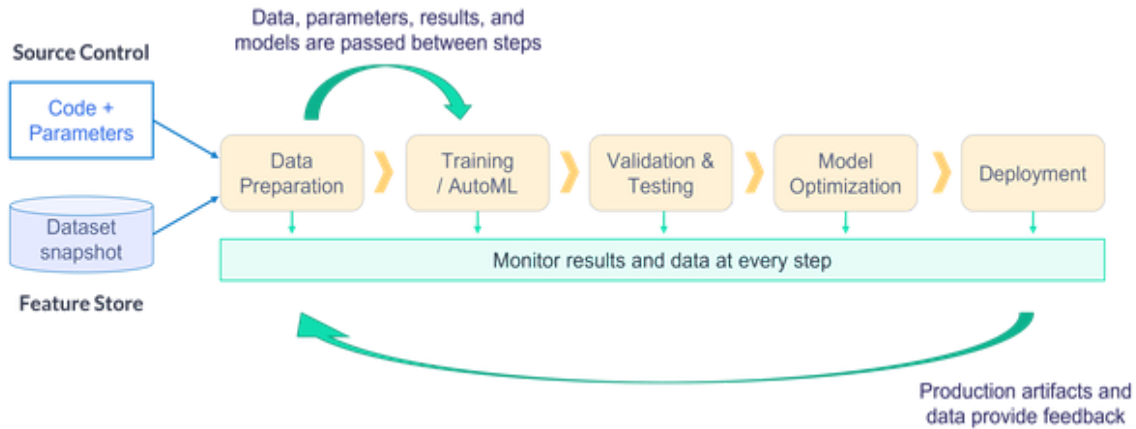 Data, parameters, results, and
models are passed between steps
Source Control
Code +
Parameters
Data
Preparation
Training
/ AutoML
Validation &
Testing
Model
Optimization
Deployment
Dataset
snapshot
Monitor results and data at every step
Feature Store
Production artifacts and
data provide feedback